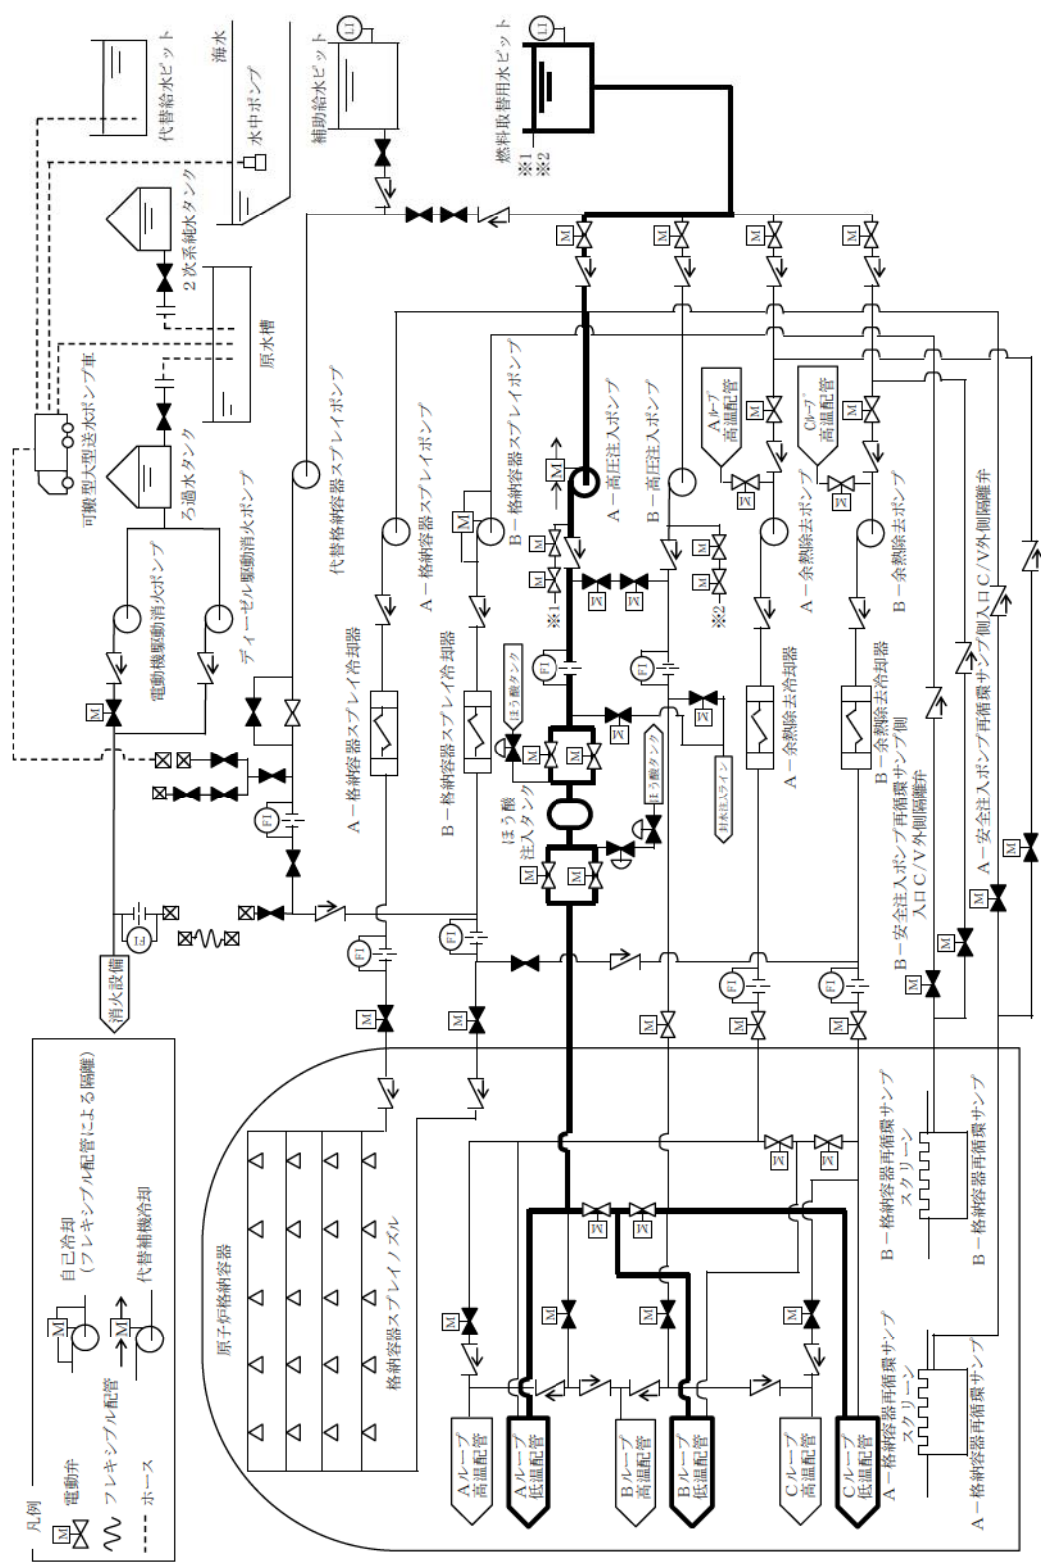 凡例
電動弁
フレキシブル配管
ホース
自己冷却
(フレキシブル配管による隔離)
代替補機冷却
M
M
M
代替給水ピット
海水
水中ポンプ
2次系純水タンク
原水槽
可搬型大型送水ポンプ車
ろ過水タンク
電動機駆動消火ポンプ
ディーゼル駆動消火ポンプ
消火設備
FI
FI
M
補助給水ピット
LI
燃料取替用水ピット
LI
※1
※2
代替格納容器スプレイポンプ
A-格納容器スプレイポンプ
B-格納容器スプレイポンプ
A-高圧注入ポンプ
B-高圧注入ポンプ
A-余熱除去ポンプ
B-余熱除去ポンプ
Aループ
高温配管
Cループ
高温配管
A-格納容器スプレイ冷却器
B-格納容器スプレイ冷却器
A-余熱除去冷却器
B-余熱除去冷却器
※1
※2
ほう酸タンク
ほう酸
注入タンク
ほう酸タンク
封水注入ライン
A-安全注入ポンプ再循環サンプ側入口C/V外側隔離弁
B-安全注入ポンプ再循環サンプ側
入口C/V外側隔離弁
原子炉格納容器
格納容器スプレイノズル
Aループ
高温配管
Aループ
低温配管
Bループ
高温配管
Bループ
低温配管
Cループ
高温配管
Cループ
低温配管
B-格納容器再循環サンプ
スクリーン
B-格納容器再循環サンプ
A-格納容器再循環サンプ
スクリーン
A-格納容器再循環サンプ